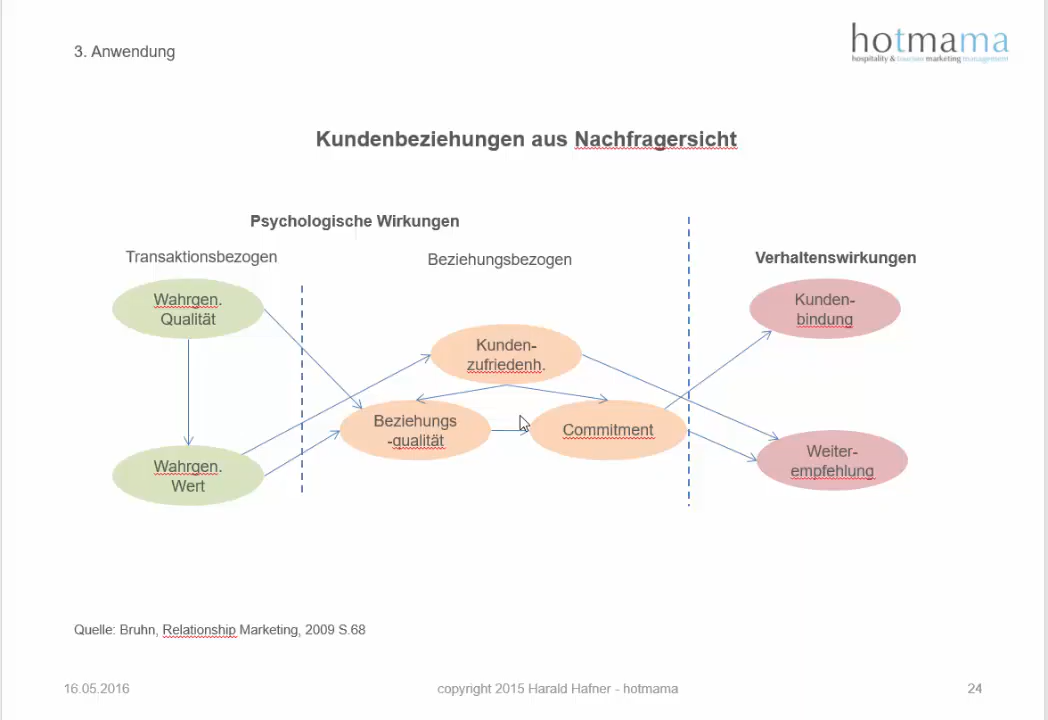 3. Anwendung
hotmama
hospitality & tourism marketing management
Kundenbeziehungen aus Nachfragersicht
Psychologische Wirkungen
Transaktionsbezogen
Beziehungsbezogen
Verhaltenswirkungen
Wahrgen.
Qualität
Kunden-
bindung
Kunden-
zufriedenh.
Beziehungs
-qualität
Commitment
Wahrgen.
Wert
Weiter-
empfehlung
Quelle: Bruhn, Relationship Marketing, 2009 S.68
16.05.2016
copyright 2015 Harald Hafner - hotmama
24